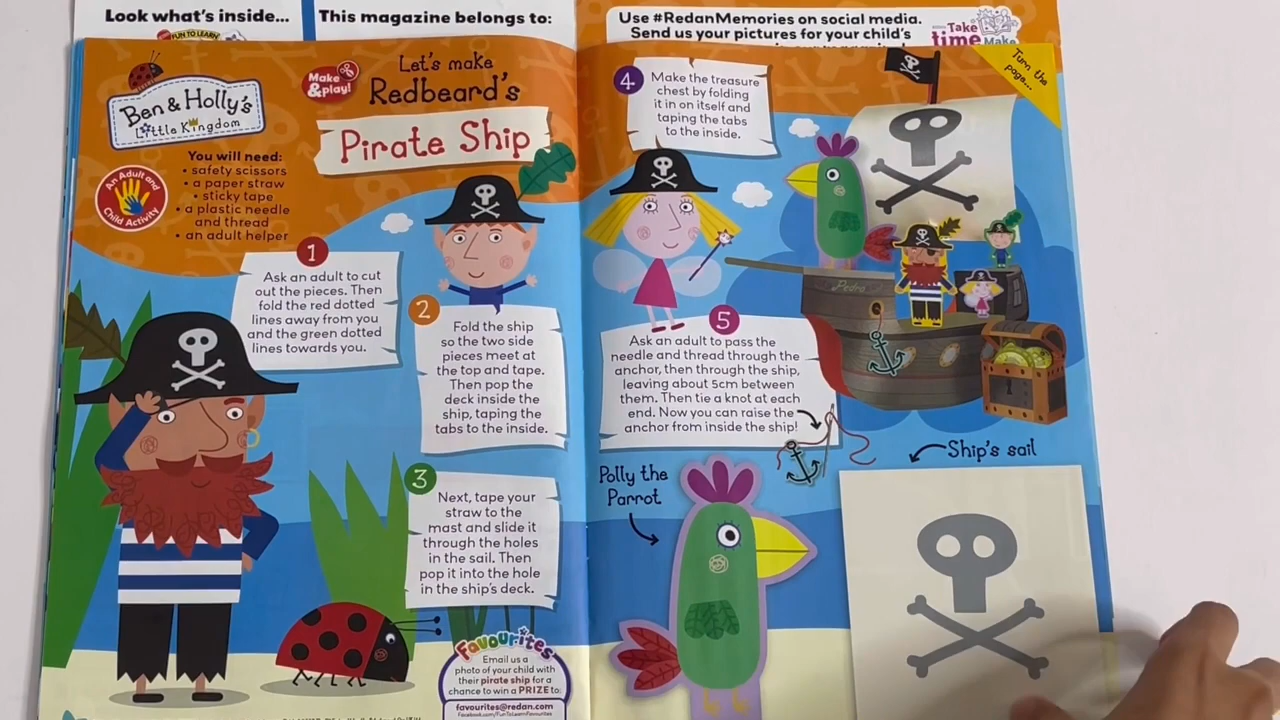 Look what's inside...
This magazine belongs to:
Use #RedanMemories on social media.
Send us your pictures for your child's
FUN TO LEARN
Take
time
Make
Ben & Holly's
Little Kingdom
Make
& play!
Let's make
Redbeard's
Pirate Ship
An Adult and
Child Activity
You will need:
• safety scissors
• a paper straw
• sticky tape
• a plastic needle
and thread
• an adult helper
1
Ask an adult to cut
out the pieces. Then
fold the red dotted
lines away from you
and the green dotted
lines towards you.
2
Fold the ship
so the two side
pieces meet at
the top and tape.
Then pop the
deck inside the
ship, taping the
tabs to the inside.
3
Next, tape your
straw to the
mast and slide it
through the holes
in the sail. Then
pop it into the hole
in the ship's deck.
Favourites
Email us a
photo of your child with
their pirate ship for a
chance to win a PRIZE to:
favourites@redan.com
Facebook.com/FunToLearnFavourites
4
Make the treasure
chest by folding
it in on itself and
taping the tabs
to the inside.
Turn the
page...
Pedro
5
Ask an adult to pass the
needle and thread through the
anchor, then through the ship,
leaving about 5cm between
them. Then tie a knot at each
end. Now you can raise the
anchor from inside the ship!
Polly the
Parrot
Ship's sail